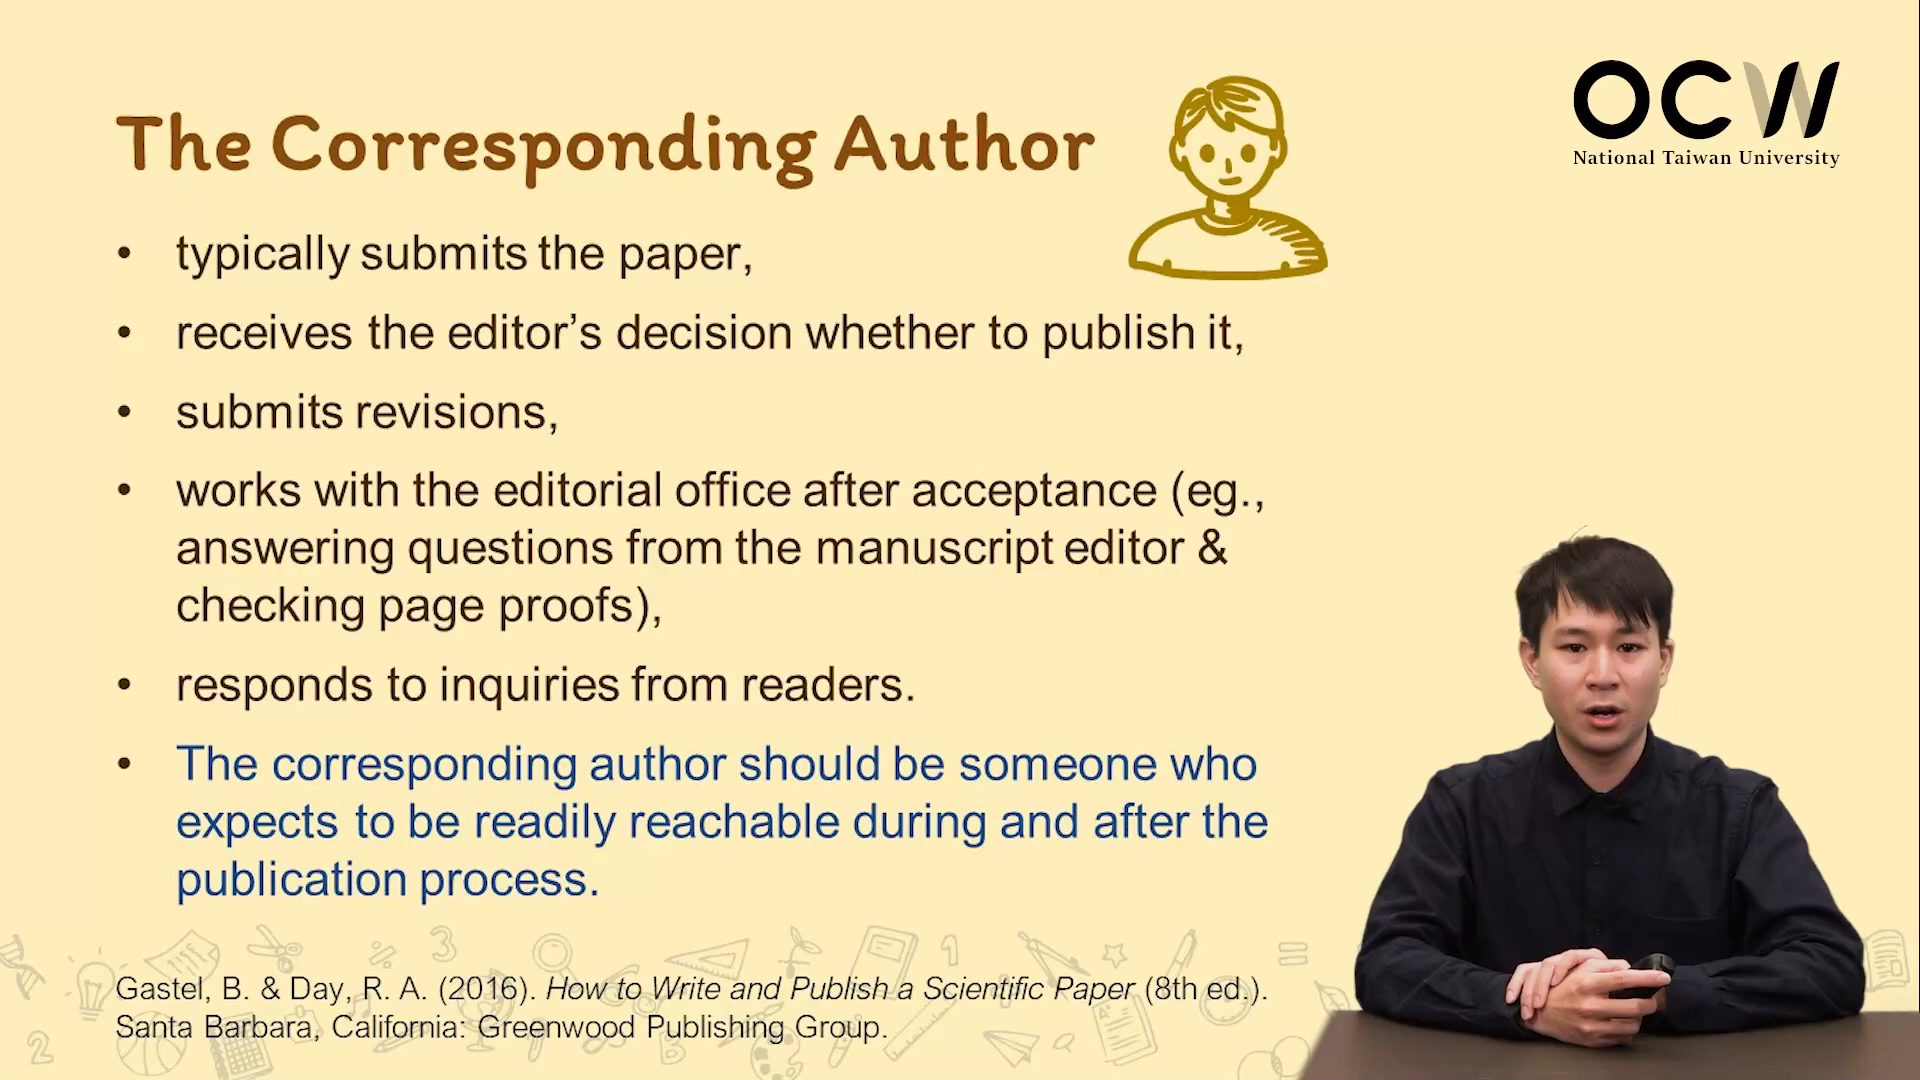 OCW
National Taiwan University
The Corresponding Author
• typically submits the paper,
• receives the editor’s decision whether to publish it,
• submits revisions,
• works with the editorial office after acceptance (eg.,
answering questions from the manuscript editor &
checking page proofs),
• responds to inquiries from readers.
• The corresponding author should be someone who
expects to be readily reachable during and after the
publication process.
Gastel, B. & Day, R. A. (2016). How to Write and Publish a Scientific Paper (8th ed.).
Santa Barbara, California: Greenwood Publishing Group.